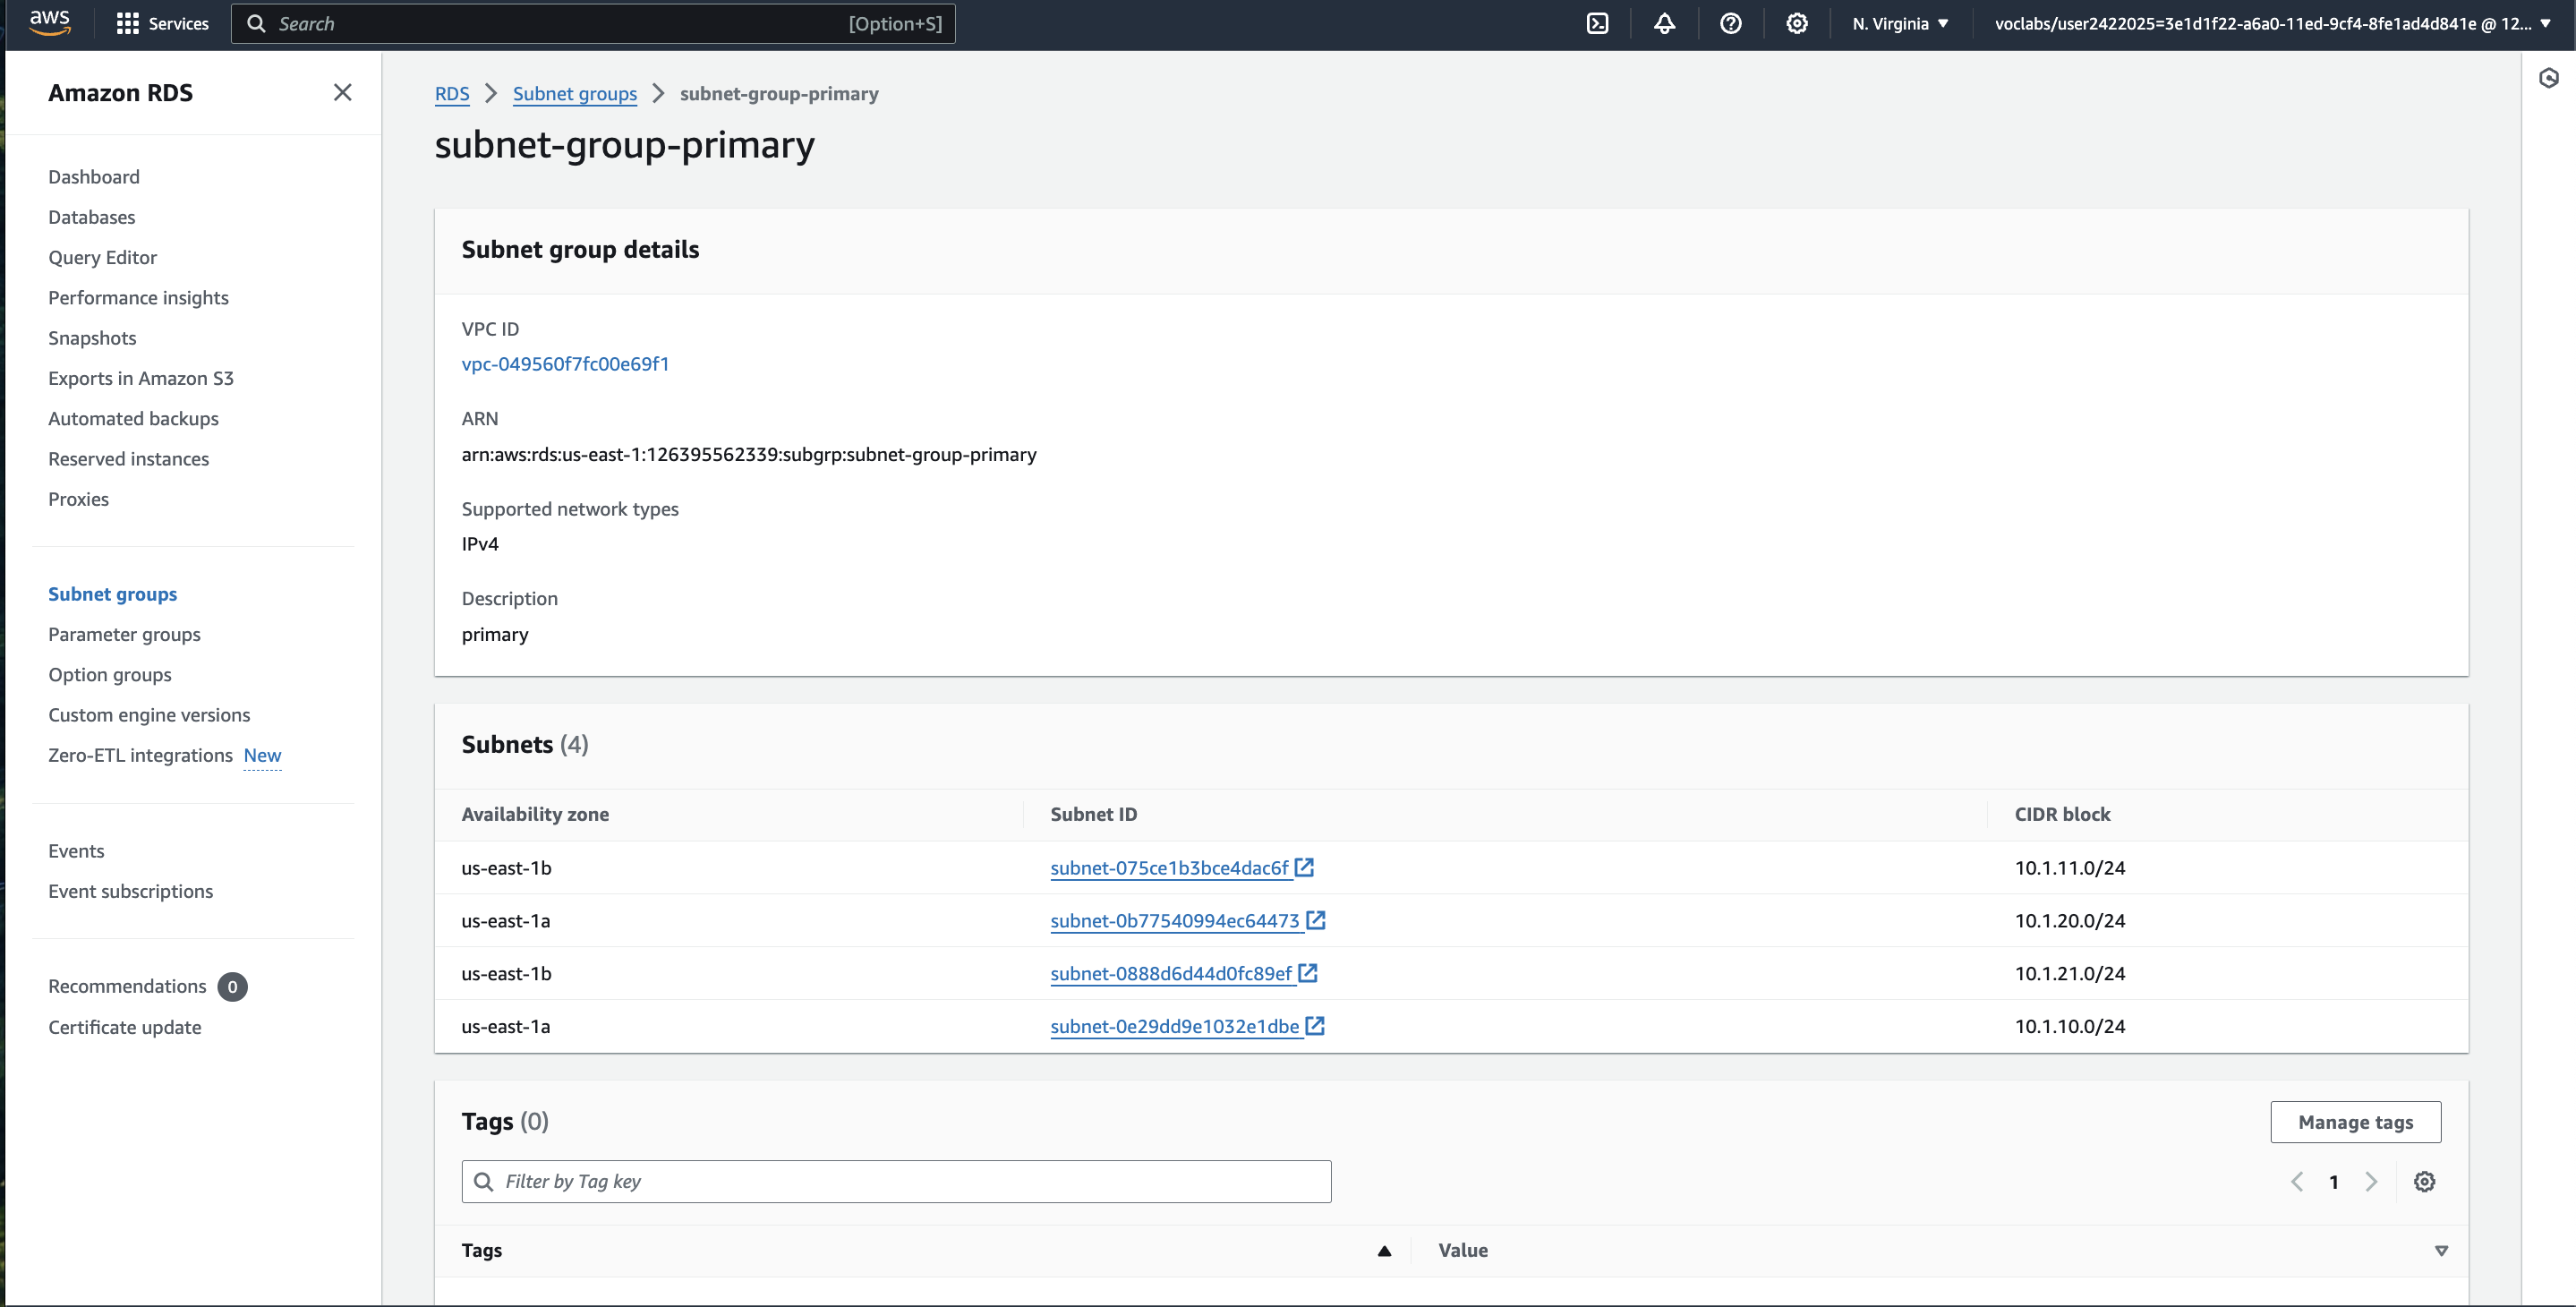 aws Services Search [Option+S] N. Virginia voclabs/user2422025=3e1d1f22-a6a0-11ed-9cf4-8fe1ad4d841e @ 12...
Amazon RDS
Dashboard
Databases
Query Editor
Performance insights
Snapshots
Exports in Amazon S3
Automated backups
Reserved instances
Proxies
Subnet groups
Parameter groups
Option groups
Custom engine versions
Zero-ETL integrations New
Events
Event subscriptions
Recommendations 0
Certificate update
RDS Subnet groups subnet-group-primary
subnet-group-primary
Subnet group details
VPC ID
vpc-049560f7fc00e69f1
ARN
arn:aws:rds:us-east-1:126395562339:subgrp:subnet-group-primary
Supported network types
IPv4
Description
primary
Subnets (4)
Availability zone Subnet ID CIDR block
us-east-1b subnet-075ce1b3bce4dac6f 10.1.11.0/24
us-east-1a subnet-0b77540994ec64473 10.1.20.0/24
us-east-1b subnet-0888d6d44d0fc89ef 10.1.21.0/24
us-east-1a subnet-0e29dd9e1032e1dbe 10.1.10.0/24
Tags (0) Manage tags
Filter by Tag key 1
Tags Value